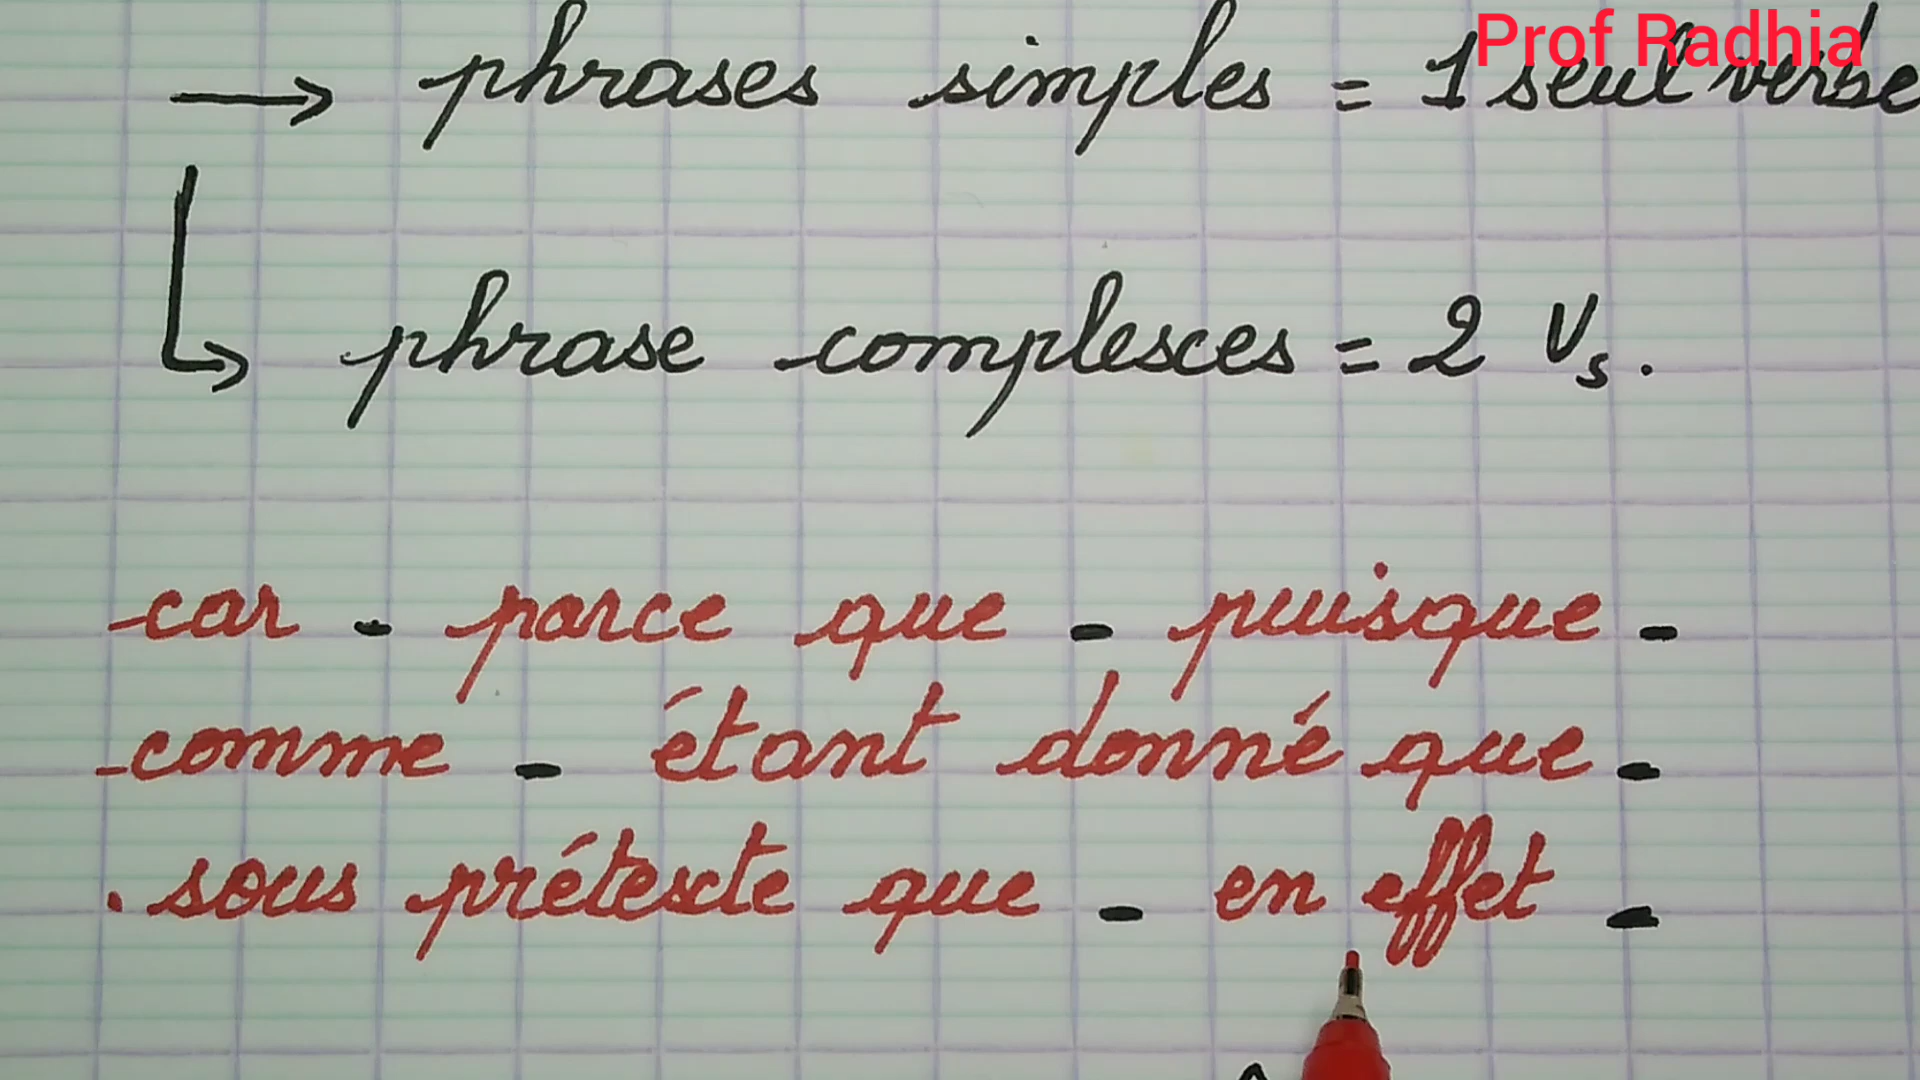 Prof Radhia
→ phrases simples = 1 seul verbe
↳ phrase complexes = 2 Vs.
car - parce que - puisque -
comme - étant donné que -
. sous prétexte que - en effet -